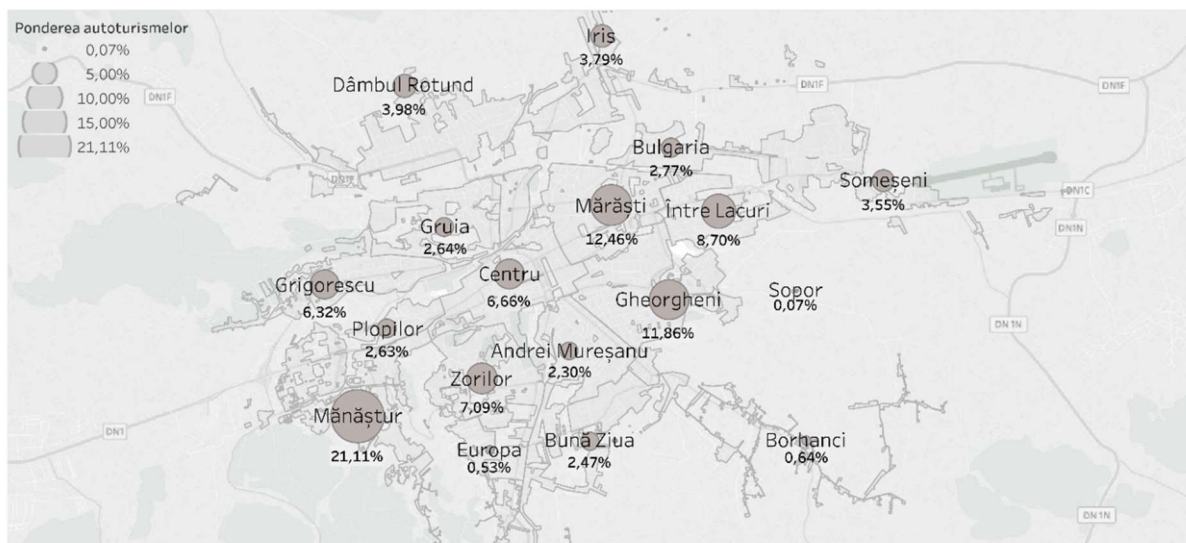 Ponderea autoturismelor
0,07%
5,00%
10,00%
15,00%
21,11%
Iris
3,79%
Dâmbul Rotund
3,98%
DN1F
DN1F
DN1F
Bulgaria
2,77%
Someșeni
3,55%
DN1C
Mărăști
12,46%
Între Lacuri
8,70%
Gruia
2,64%
DN1N
Centru
6,66%
Grigorescu
6,32%
Gheorgheni
11,86%
Sopor
0,07%
Plopilor
2,63%
DN 1N
Andrei Mureșanu
2,30%
Zorilor
7,09%
Mănăștur
21,11%
DN1
Europa
0,53%
Bună Ziua
2,47%
Borhanci
0,64%
DN 1N